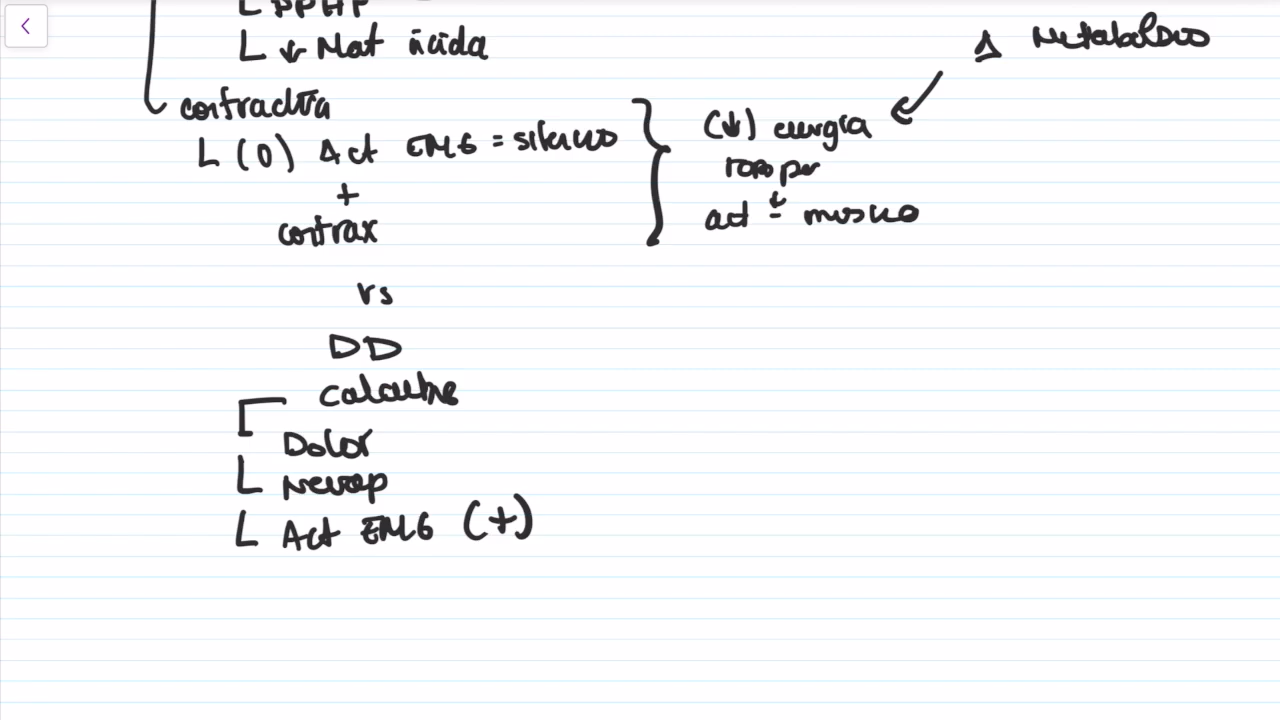 L ↓ Mat ácida
Δ Metabolismo
contractura
L (0) Act EMG = silencio
+
contrax
(↓) energía
romper
act - musculo
vs
DD
calambre
Dolor
L Neurop
L Act EMG (+)